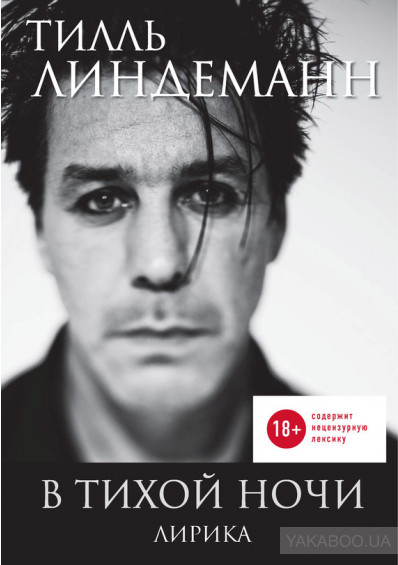 ТИЛЛЬ
ЛИНДЕМАНН
18+
содержит
нецензурную
лексику
В ТИХОЙ НОЧИ
ЛИРИКА
YAKABOO.UA